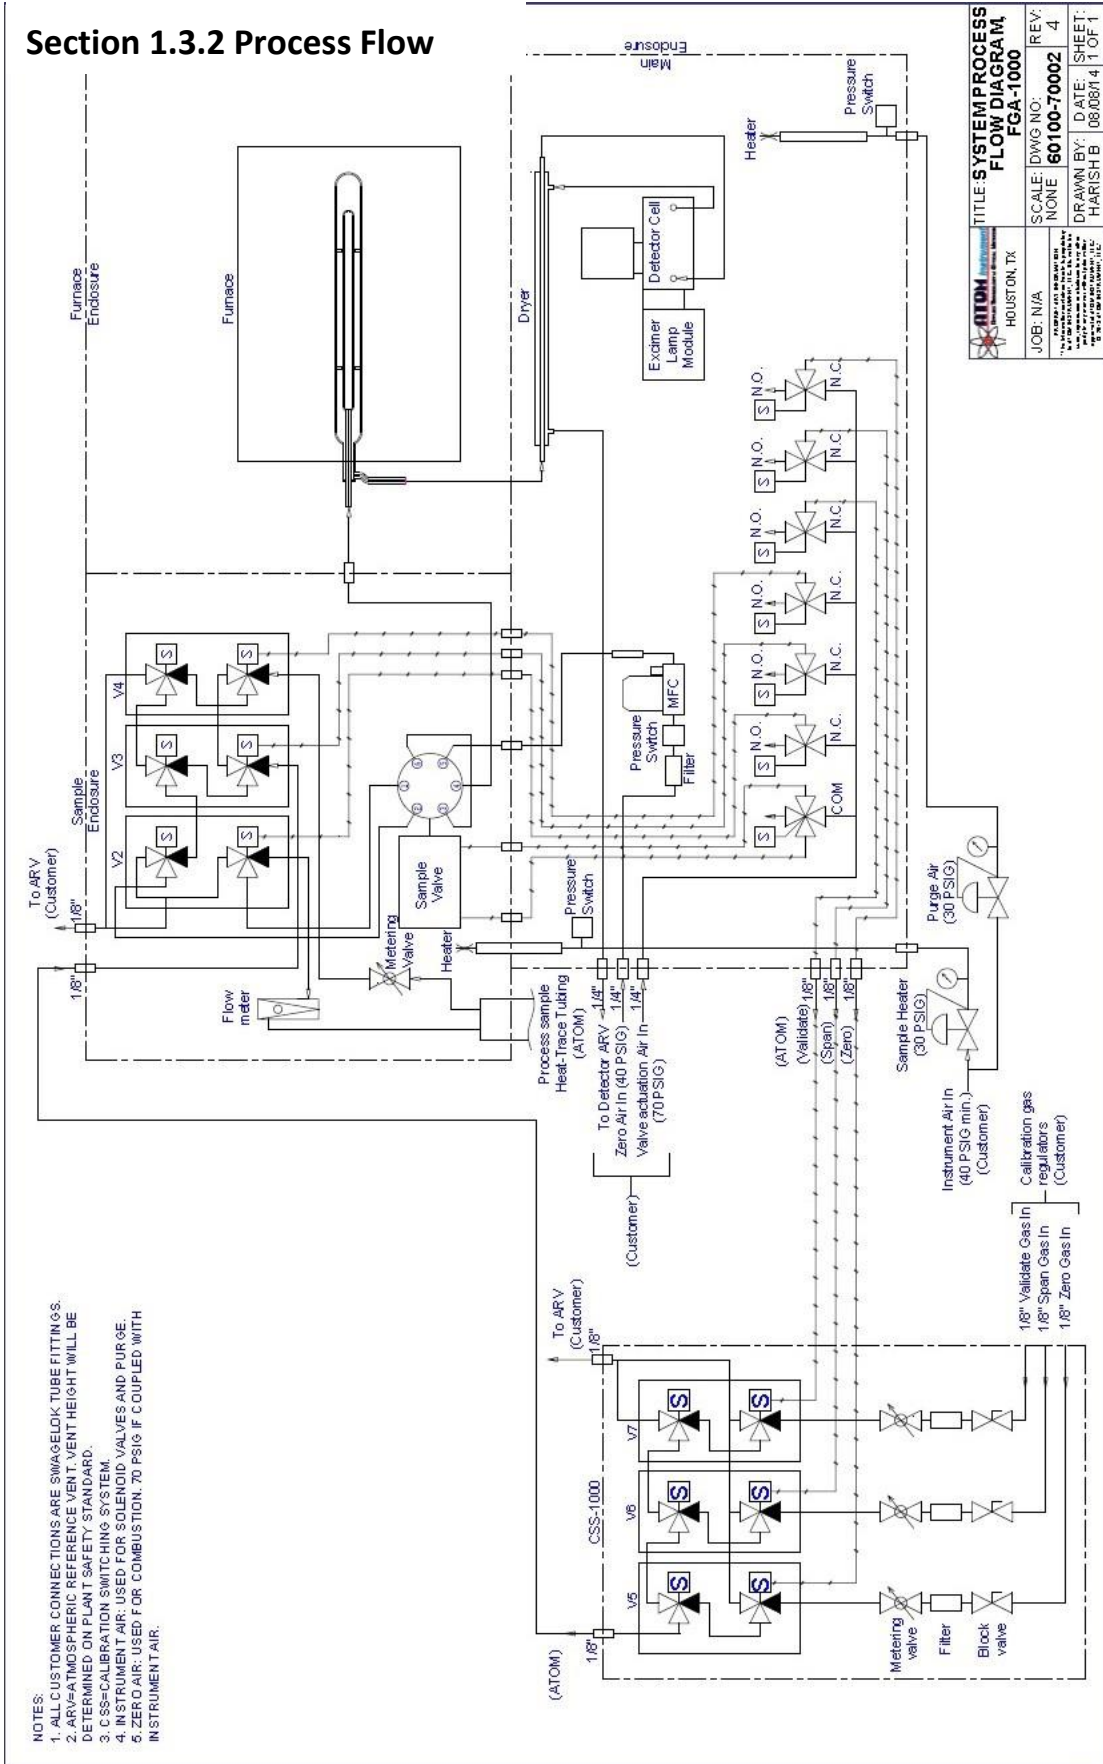 Section 1.3.2 Process Flow
NOTES:
1. ALL CUSTOMER CONNECTIONS ARE SWAGELOK TUBE FITTINGS.
2. ARV=ATMOSPHERIC REFERENCE VENT. VENT HEIGHT WILL BE
DETERMINED ON PLANT SAFETY STANDARD.
3. CSS=CALIBRATION SWITCHING SYSTEM.
4. INSTRUMENT AIR: USED FOR SOLENOID VALVES AND PURGE.
5. ZERO AIR: USED FOR COMBUSTION. 70 PSIG IF COUPLED WITH
INSTRUMENT AIR.
To ARV
(Customer)
1/8"
1/8"
Sample
Enclosure
V2
V3
V4
S
S
S
S
S
S
Flow
meter
Metering
Valve
Sample
Valve
Heater
Process sample
Heat-Trace Tubing
(ATOM)
Furnace
Enclosure
Furnace
Main
Enclosure
Dryer
Detector Cell
Excimer
Lamp
Module
Heater
Pressure
Switch
Pressure
Switch
Filter
MFC
Pressure
Switch
To Detector ARV
Zero Air In (40 PSIG)
Valve actuation Air In
(70 PSIG)
(Customer)
1/4"
1/4"
1/4"
S
COM
S
N.O.
N.C.
S
N.O.
N.C.
S
N.O.
N.C.
S
N.O.
N.C.
S
N.O.
N.C.
S
N.O.
N.C.
(ATOM)
(Validate)
(Span)
(Zero)
1/8"
1/8"
1/8"
Sample Heater
(30 PSIG)
Purge Air
(30 PSIG)
Instrument Air In
(40 PSIG min.)
(Customer)
Calibration gas
regulators
(Customer)
1/8" Validate Gas In
1/8" Span Gas In
1/8" Zero Gas In
To ARV
(Customer)
1/8"
(ATOM)
1/8"
CSS-1000
V5
V6
V7
S
S
S
S
S
S
Metering
valve
Filter
Block
valve
ATOM Instrument
HOUSTON, TX
TITLE: SYSTEM PROCESS
FLOW DIAGRAM,
FGA-1000
JOB: N/A
SCALE: NONE
DWG NO: 60100-70002
REV: 4
DRAWN BY: HARISH B
DATE: 08/08/14
SHEET: 1 OF 1